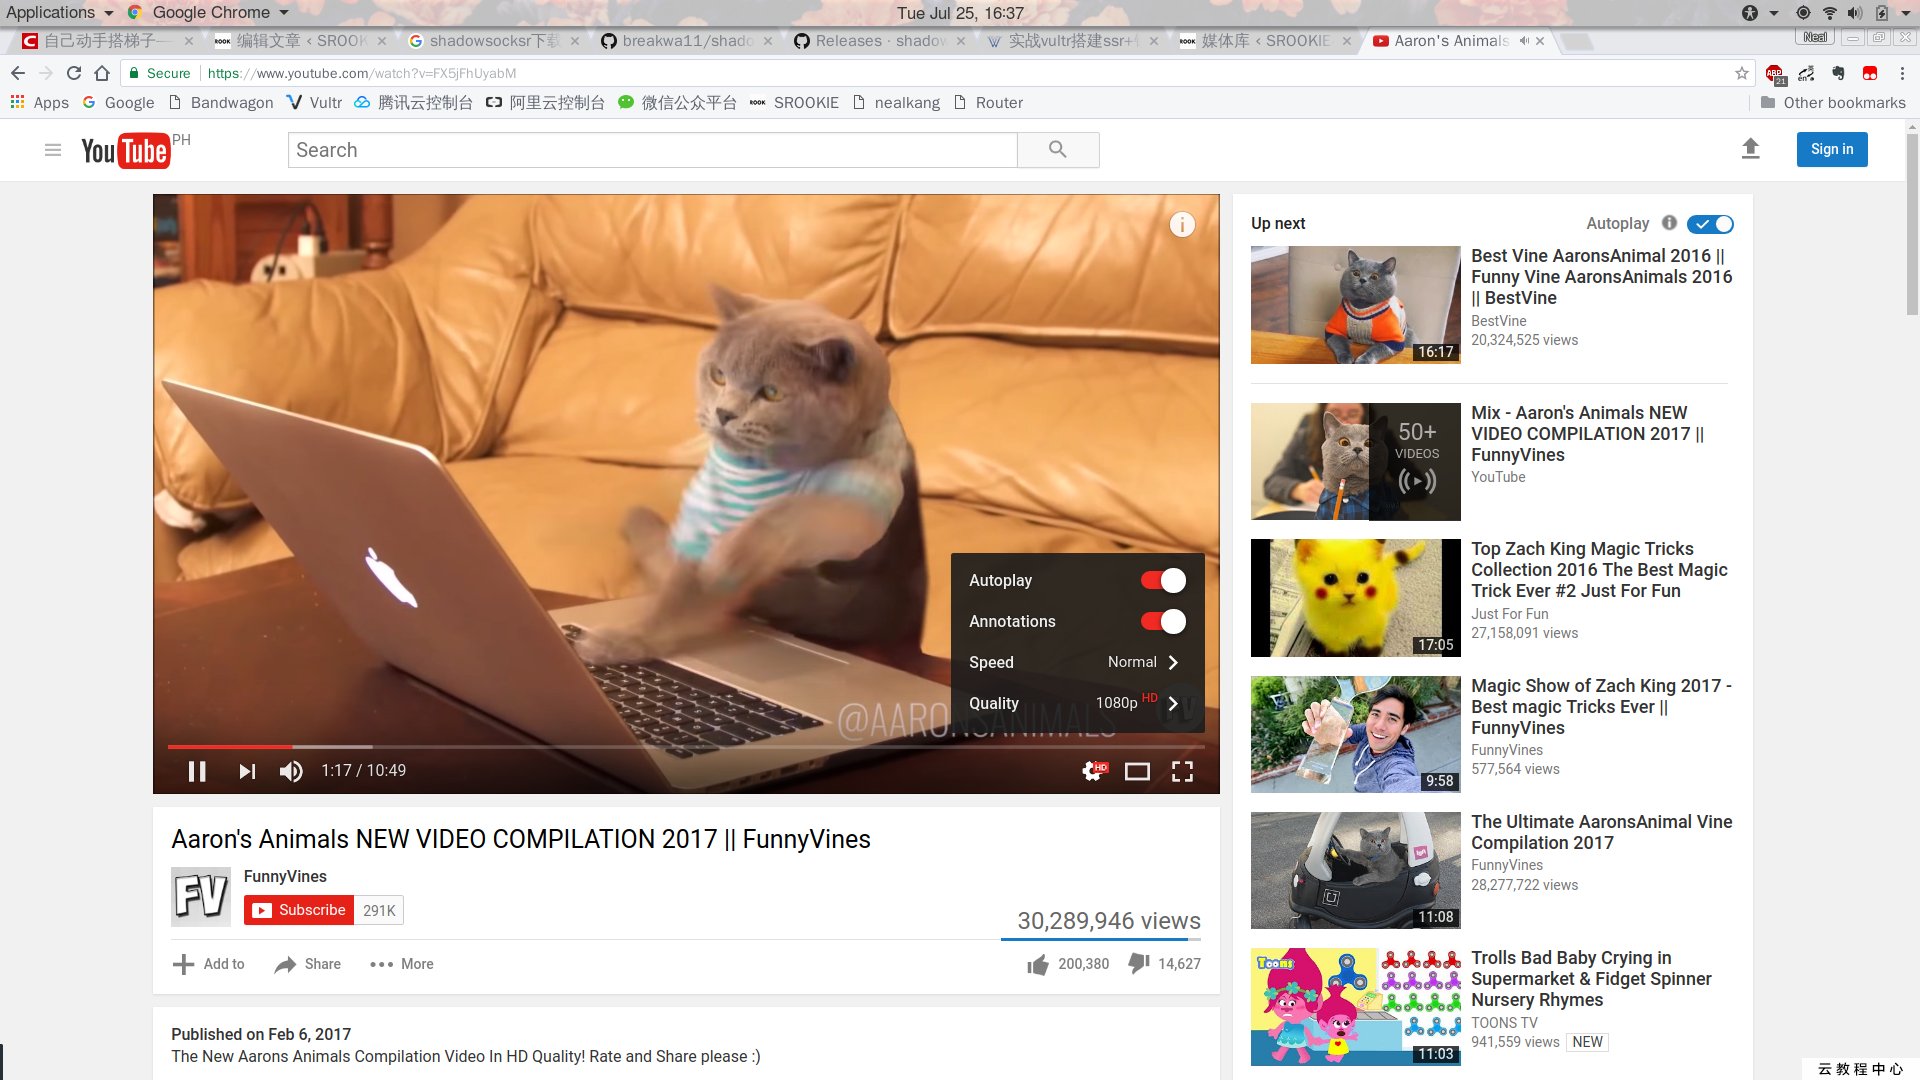 Applications
Google Chrome
Tue Jul 25, 16:37
自己动手搭梯子
编辑文章 ‹ SROOK
shadowsocksr下载
breakwa11/shado
Releases · shadow
实战vultr搭建ssr+
媒体库 ‹ SROOKIE
Aaron's Animals
Neal
Secure
https://www.youtube.com/watch?v=FX5jFhUyabM
ABP
21
Apps
Google
Bandwagon
Vultr
腾讯云控制台
阿里云控制台
微信公众平台
ROOK
SROOKIE
nealkang
Router
Other bookmarks
YouTube
PH
Search
Sign in
Autoplay
Annotations
Speed
Normal
Quality
1080p HD
@AARONSANIMALS
1:17 / 10:49
HD
Aaron's Animals NEW VIDEO COMPILATION 2017 || FunnyVines
FV
FunnyVines
Subscribe
291K
30,289,946 views
Add to
Share
More
200,380
14,627
Published on Feb 6, 2017
The New Aarons Animals Compilation Video In HD Quality! Rate and Share please :)
Up next
Autoplay
Best Vine AaronsAnimal 2016 ||
Funny Vine AaronsAnimals 2016
|| BestVine
BestVine
20,324,525 views
16:17
Mix - Aaron's Animals NEW
VIDEO COMPILATION 2017 ||
FunnyVines
YouTube
50+
VIDEOS
Top Zach King Magic Tricks
Collection 2016 The Best Magic
Trick Ever #2 Just For Fun
Just For Fun
27,158,091 views
17:05
Magic Show of Zach King 2017 -
Best magic Tricks Ever ||
FunnyVines
FunnyVines
577,564 views
9:58
The Ultimate AaronsAnimal Vine
Compilation 2017
FunnyVines
28,277,722 views
11:08
Trolls Bad Baby Crying in
Supermarket & Fidget Spinner
Nursery Rhymes
TOONS TV
941,559 views
NEW
Toons
11:03
云教程中心